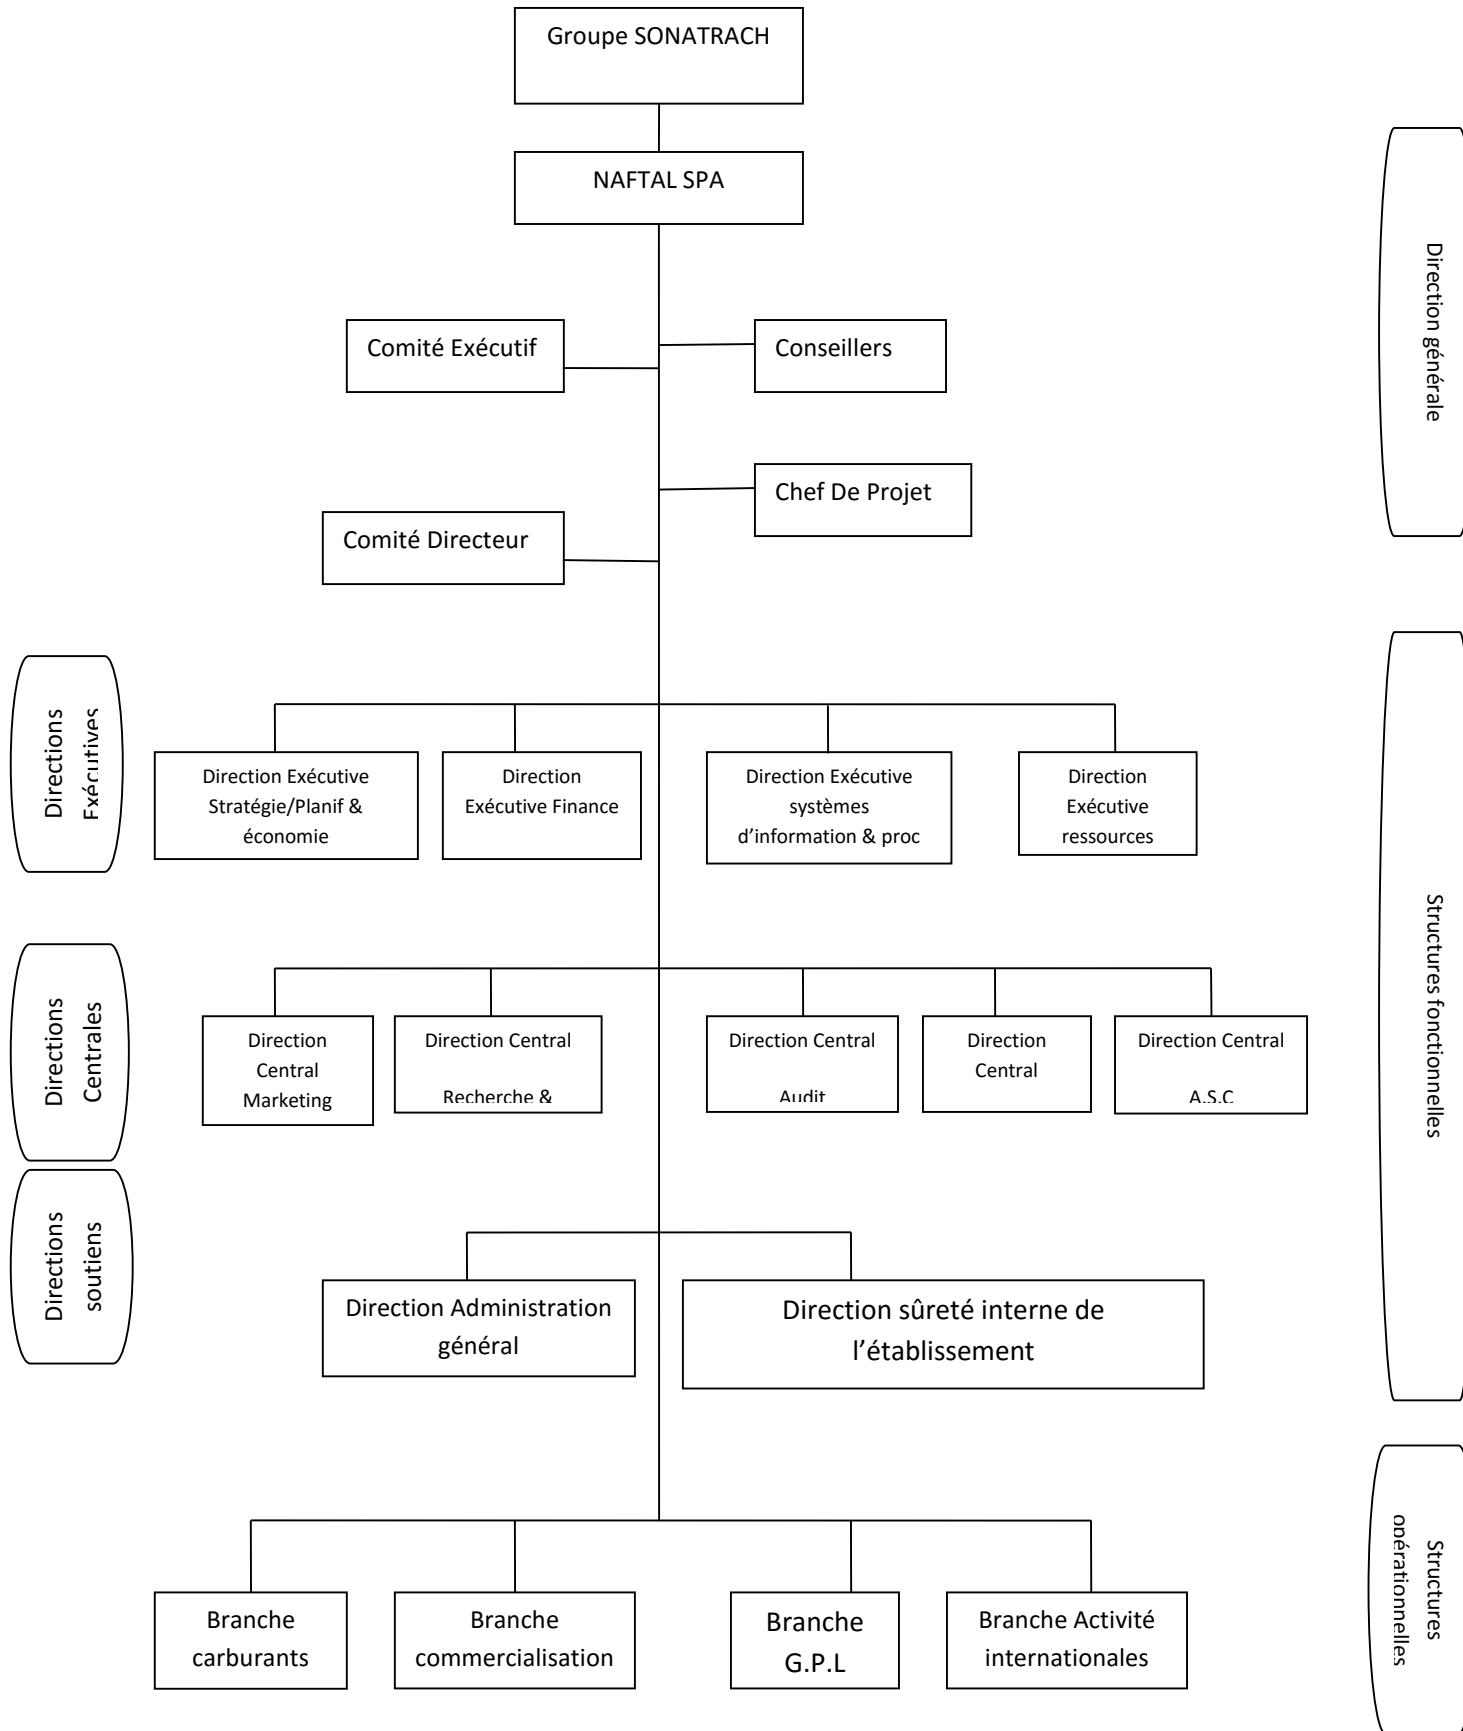 Groupe SONATRACH
NAFTAL SPA
Direction générale
Comité Exécutif
Conseillers
Chef De Projet
Comité Directeur
Directions
Exécutives
Direction Exécutive
Stratégie/Planif &
économie
Direction
Exécutive Finance
Direction Exécutive
systèmes
d’information & proc
Direction
Exécutive
ressources
Structures fonctionnelles
Directions
Centrales
Direction
Central
Marketing
Direction Central
Recherche &
Direction Central
Audit
Direction
Central
Direction Central
A.S.C
Directions
soutiens
Direction Administration
général
Direction sûreté interne de
l’établissement
Structures
opérationnelles
Branche
carburants
Branche
commercialisation
Branche
G.P.L
Branche Activité
internationales